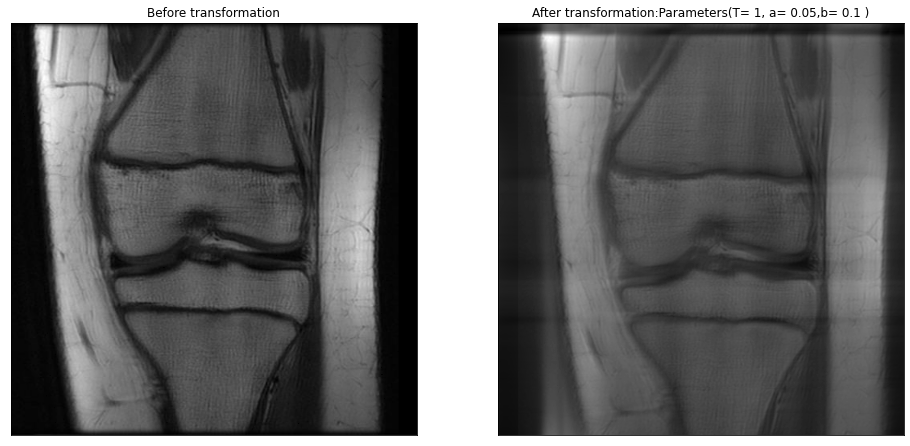 Before transformation
After transformation:Parameters(T= 1, a= 0.05,b= 0.1 )